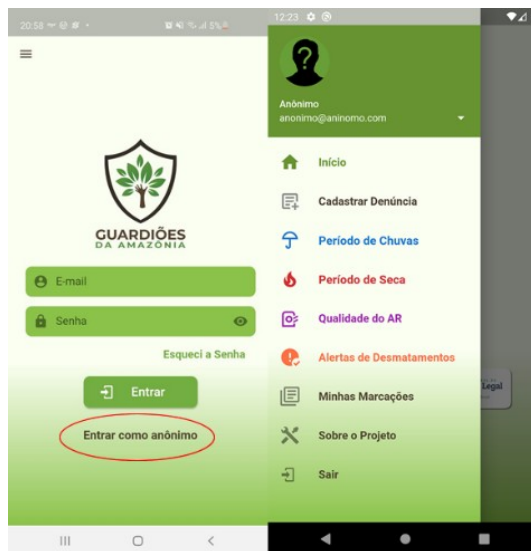 20:58
5%
GUARDIÕES
DA AMAZÔNIA
E-mail
Senha
Esqueci a Senha
Entrar
Entrar como anônimo
12:23
Anônimo
anonimo@aninomo.com
Início
Cadastrar Denúncia
Período de Chuvas
Período de Seca
Qualidade do AR
Alertas de Desmatamentos
Minhas Marcações
Sobre o Projeto
Sair
Legal